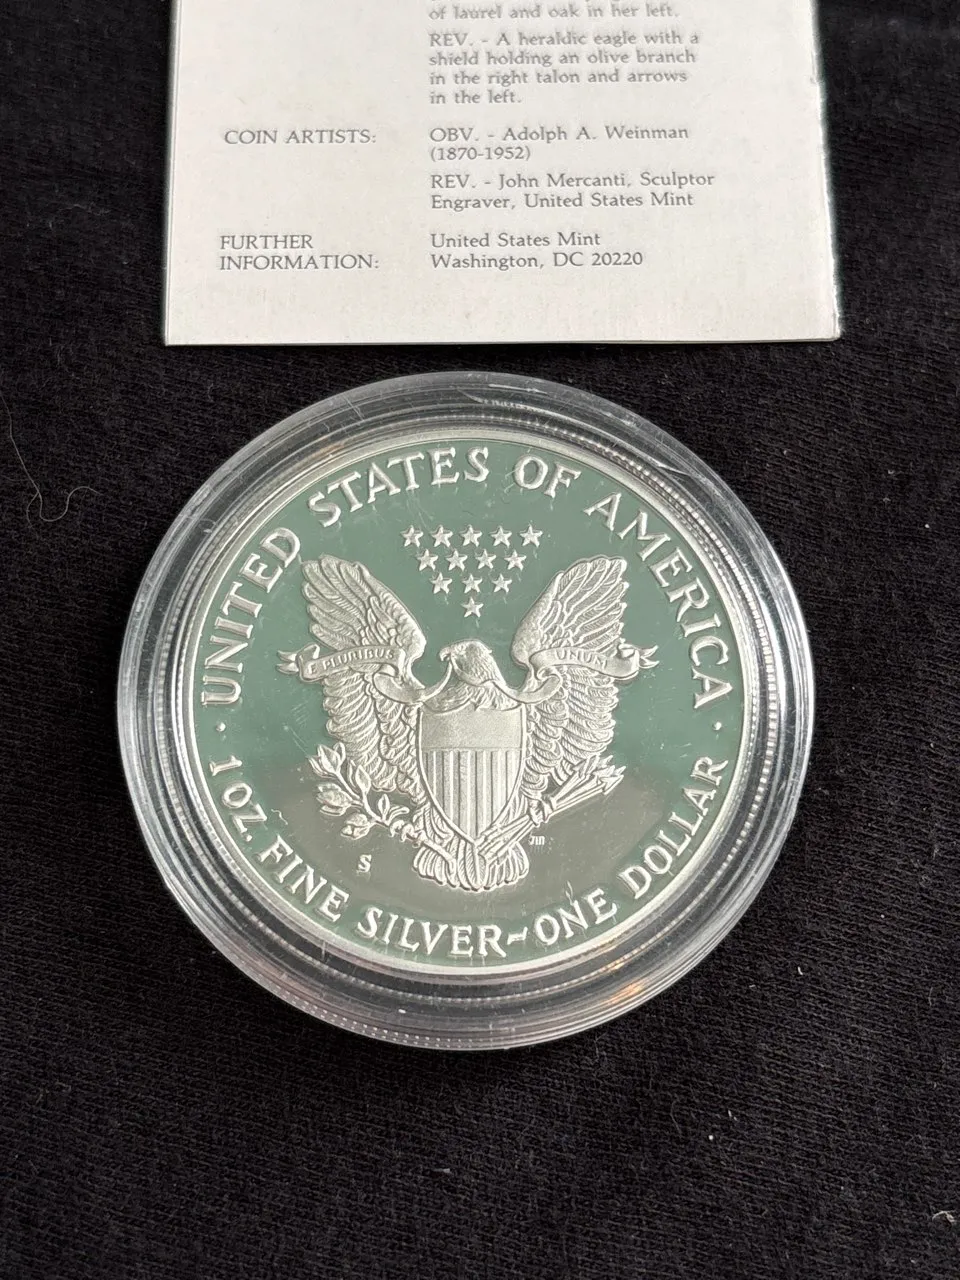 of laurel and oak in her left.
REV. - A heraldic eagle with a
shield holding an olive branch
in the right talon and arrows
in the left.
COIN ARTISTS: OBV. - Adolph A. Weinman
(1870-1952)
REV. - John Mercanti, Sculptor
Engraver, United States Mint
FURTHER INFORMATION: United States Mint
Washington, DC 20220
UNITED STATES OF AMERICA
E PLURIBUS UNUM
S
JM
· 1 OZ. FINE SILVER~ONE DOLLAR ·